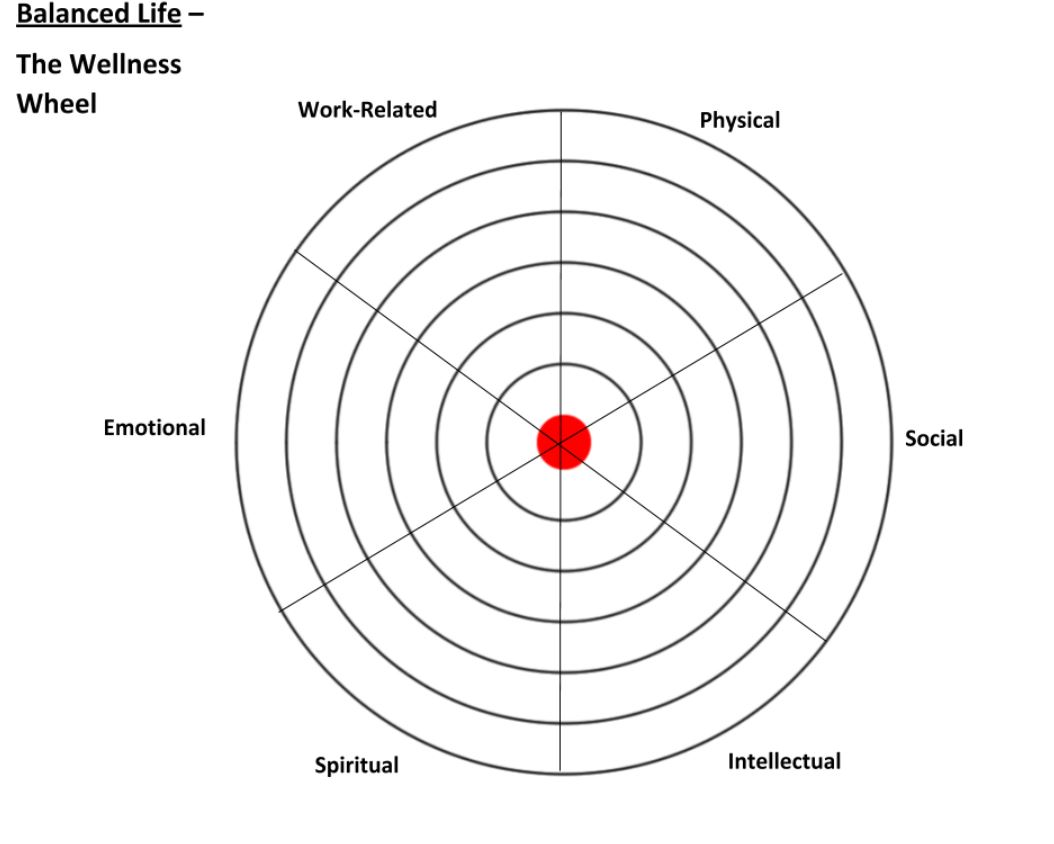 Balanced Life –
The Wellness
Wheel
Work-Related
Physical
Emotional
Social
Spiritual
Intellectual